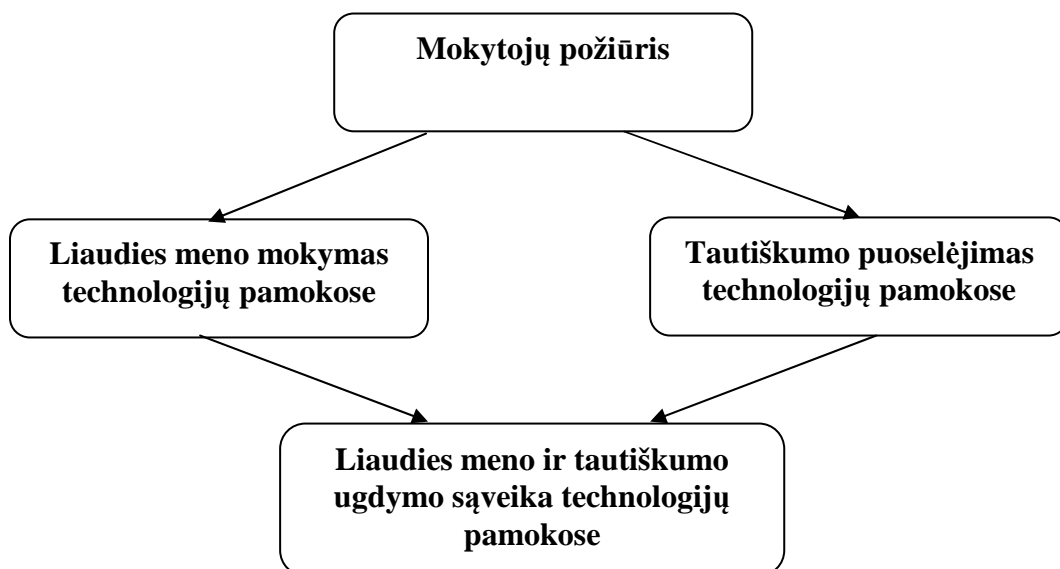 Mokytojų požiūris
Liaudies meno mokymas
technologijų pamokose
Tautiškumo puoselėjimas
technologijų pamokose
Liaudies meno ir tautiškumo
ugdymo sąveika technologijų
pamokose